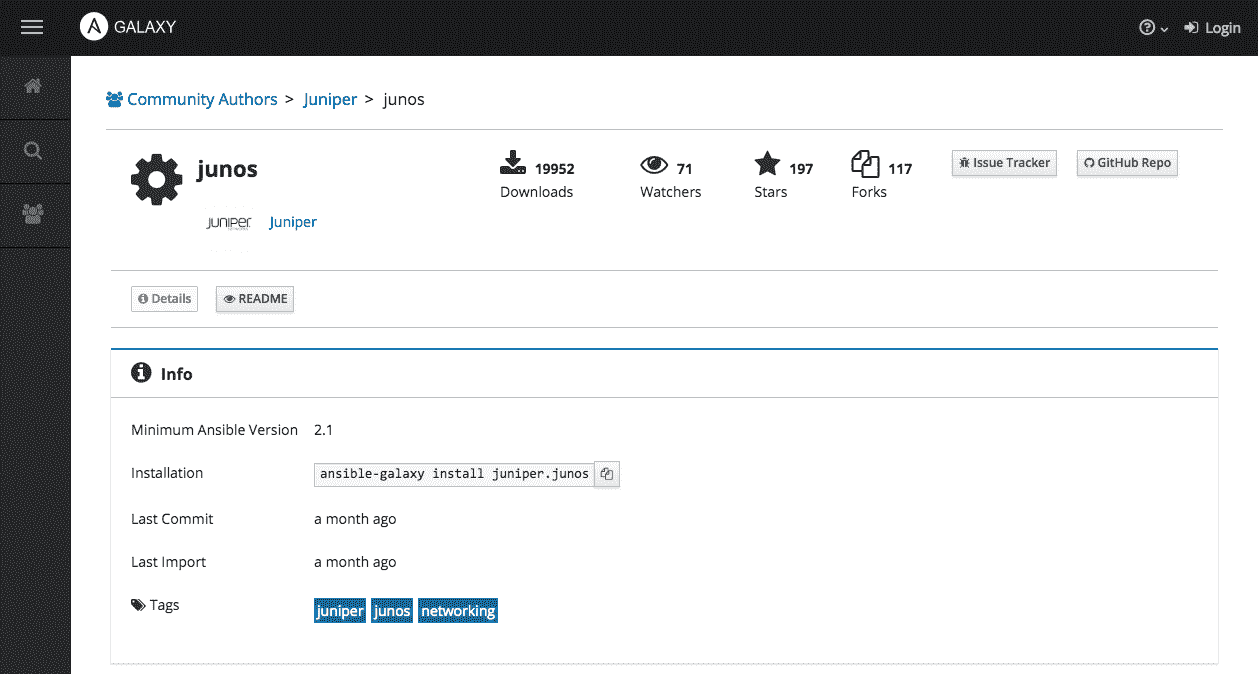 GALAXY
Login
Community Authors > Juniper > junos
junos
19952
Downloads
71
Watchers
197
Stars
117
Forks
Issue Tracker
GitHub Repo
JUNIPEr
Juniper
Details
README
Info
Minimum Ansible Version 2.1
Installation ansible-galaxy install juniper.junos
Last Commit a month ago
Last Import a month ago
Tags juniper junos networking